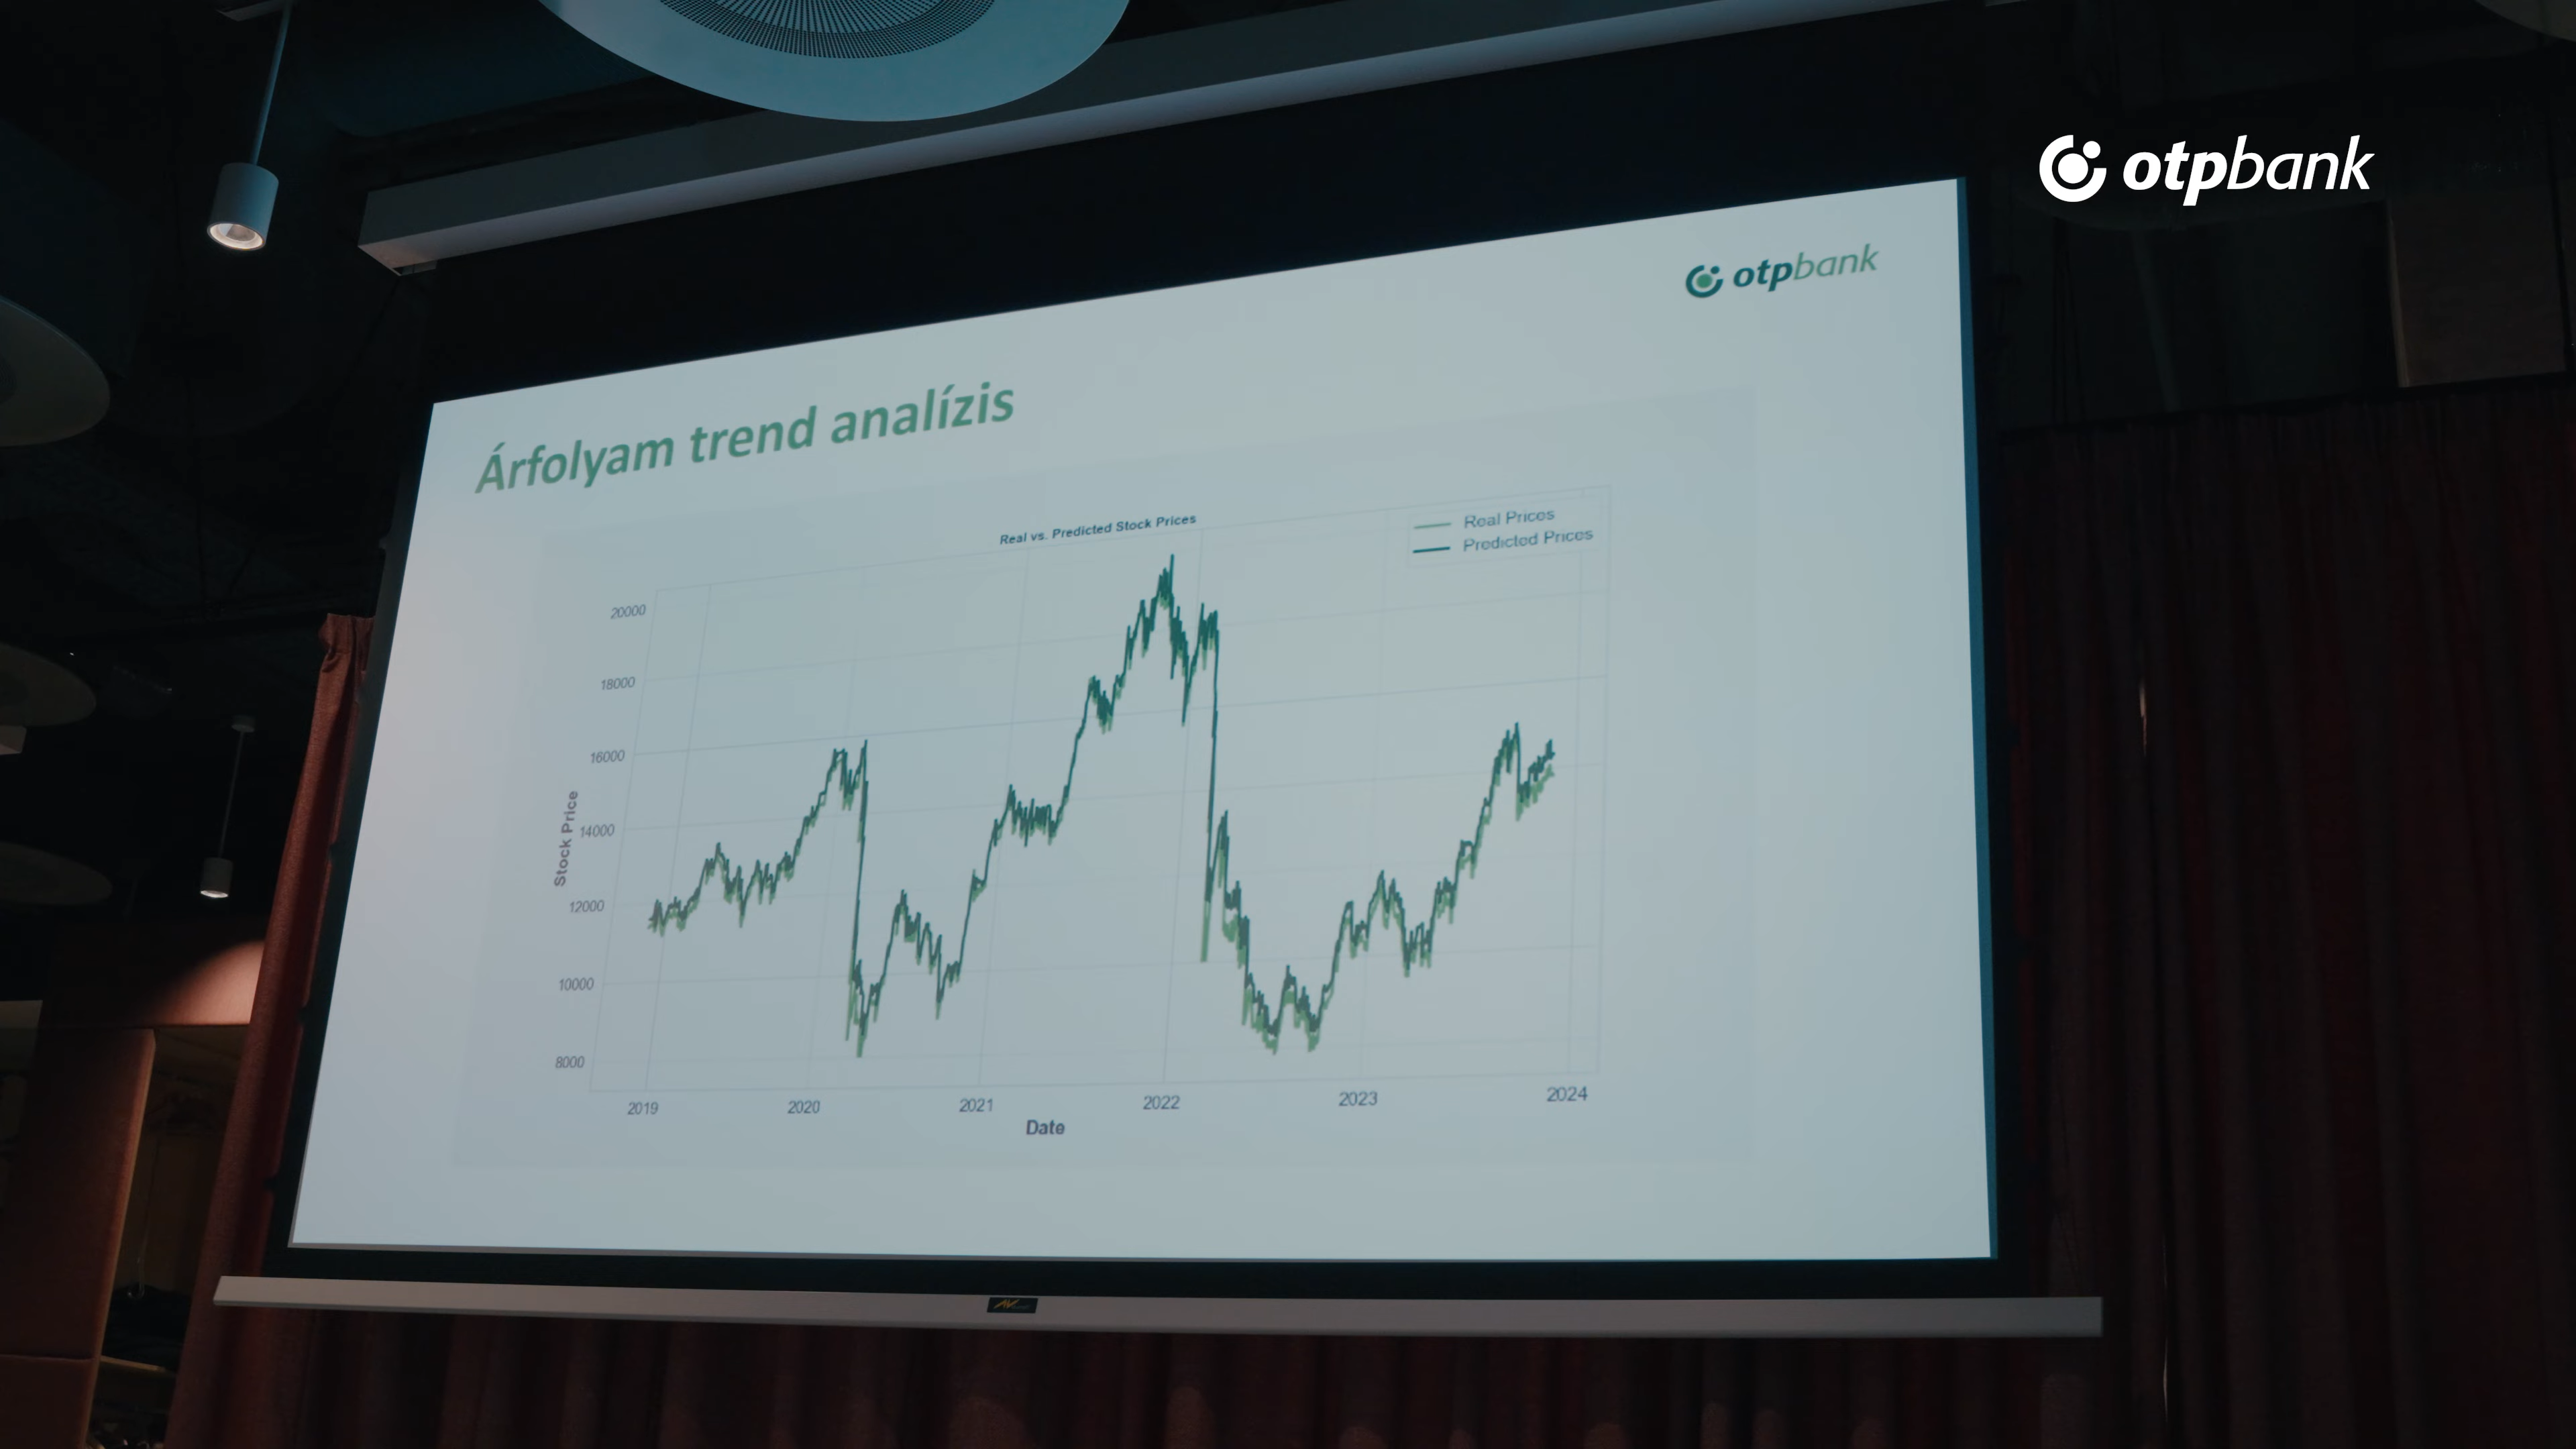 otpbank
otpbank
Árfolyam trend analízis
Real vs. Predicted Stock Prices
Real Prices
Predicted Prices
20000
18000
16000
14000
12000
10000
8000
Stock Price
2019
2020
2021
2022
2023
2024
Date